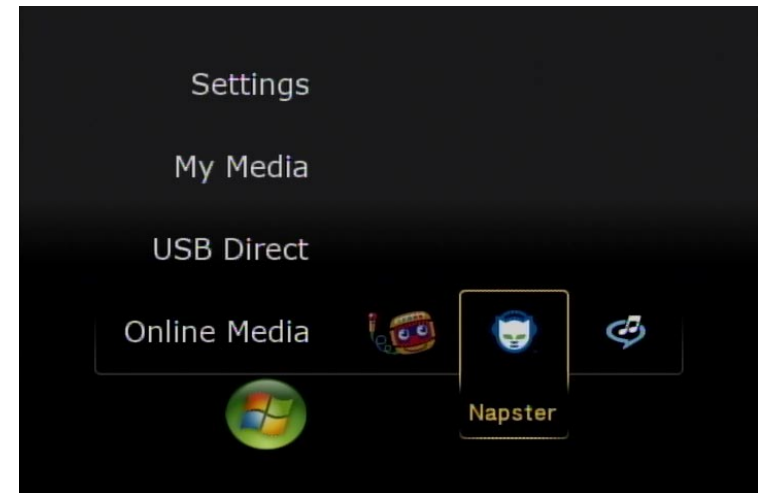 Settings
My Media
USB Direct
Online Media
Napster